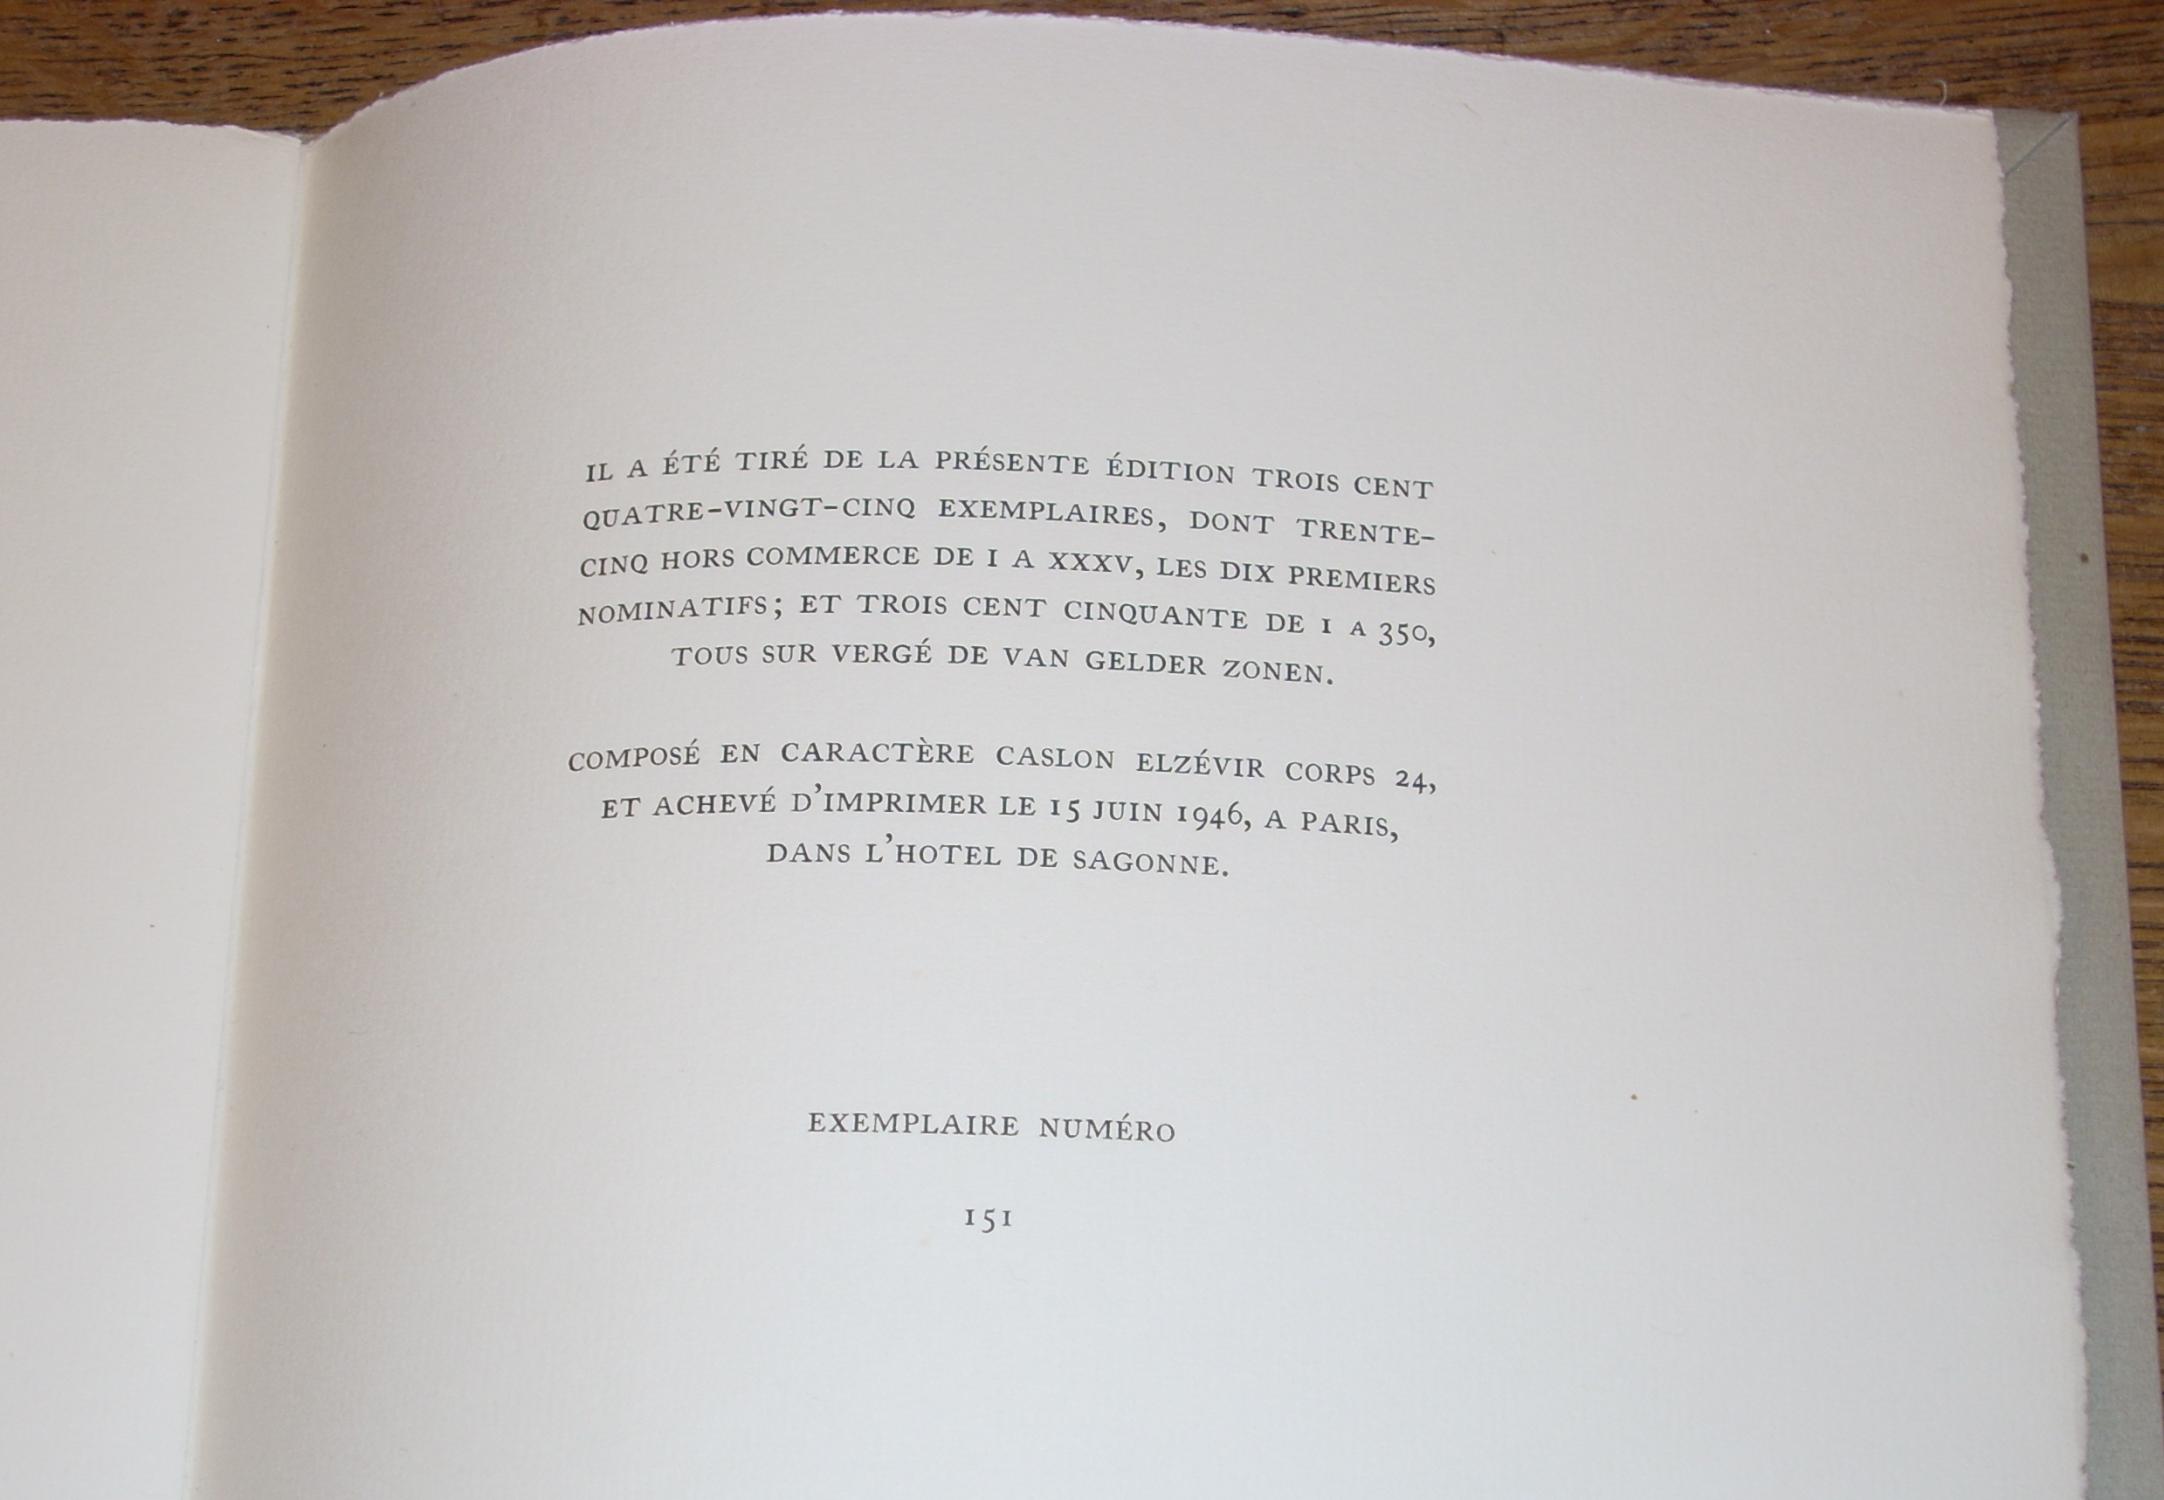 IL A ÉTÉ TIRÉ DE LA PRÉSENTE ÉDITION TROIS CENT
QUATRE-VINGT-CINQ EXEMPLAIRES, DONT TRENTE-
CINQ HORS COMMERCE DE I A XXXV, LES DIX PREMIERS
NOMINATIFS; ET TROIS CENT CINQUANTE DE 1 A 350,
TOUS SUR VERGÉ DE VAN GELDER ZONEN.
COMPOSÉ EN CARACTÈRE CASLON ELZÉVIR CORPS 24,
ET ACHEVÉ D'IMPRIMER LE 15 JUIN 1946, A PARIS,
DANS L'HOTEL DE SAGONNE.
EXEMPLAIRE NUMÉRO
151